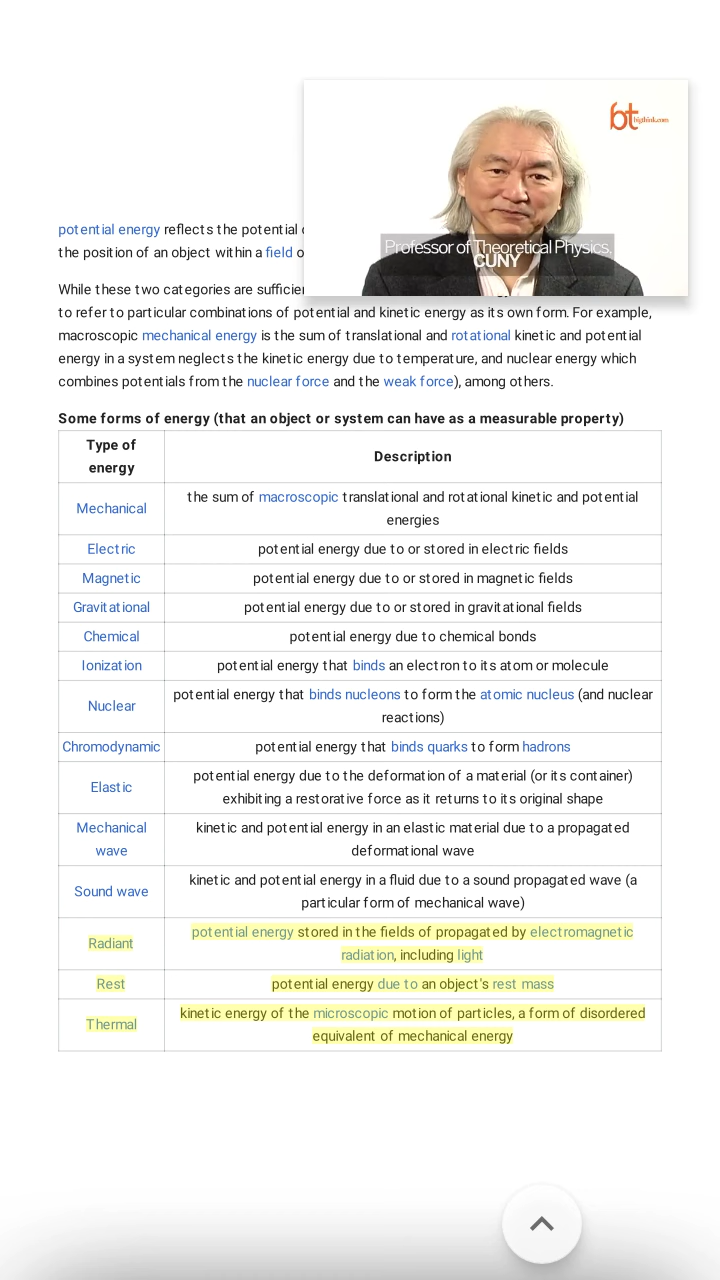 bt
bigthink.com
Professor of Theoretical Physics,
CUNY
potential energy reflects the potential
the position of an object within a field
While these two categories are
to refer to particular combinations of potential and kinetic energy as its own form. For example,
macroscopic mechanical energy is the sum of translational and rotational kinetic and potential
energy in a system neglects the kinetic energy due to temperature, and nuclear energy which
combines potentials from the nuclear force and the weak force), among others.
Some forms of energy (that an object or system can have as a measurable property)
Type of
energy
Description
Mechanical
the sum of macroscopic translational and rotational kinetic and potential
energies
Electric
potential energy due to or stored in electric fields
Magnetic
potential energy due to or stored in magnetic fields
Gravitational
potential energy due to or stored in gravitational fields
Chemical
potential energy due to chemical bonds
Ionization
potential energy that binds an electron to its atom or molecule
Nuclear
potential energy that binds nucleons to form the atomic nucleus (and nuclear
reactions)
Chromodynamic
potential energy that binds quarks to form hadrons
Elastic
potential energy due to the deformation of a material (or its container)
exhibiting a restorative force as it returns to its original shape
Mechanical
wave
kinetic and potential energy in an elastic material due to a propagated
deformational wave
Sound wave
kinetic and potential energy in a fluid due to a sound propagated wave (a
particular form of mechanical wave)
Radiant
potential energy stored in the fields of propagated by electromagnetic
radiation, including light
Rest
potential energy due to an object's rest mass
Thermal
kinetic energy of the microscopic motion of particles, a form of disordered
equivalent of mechanical energy